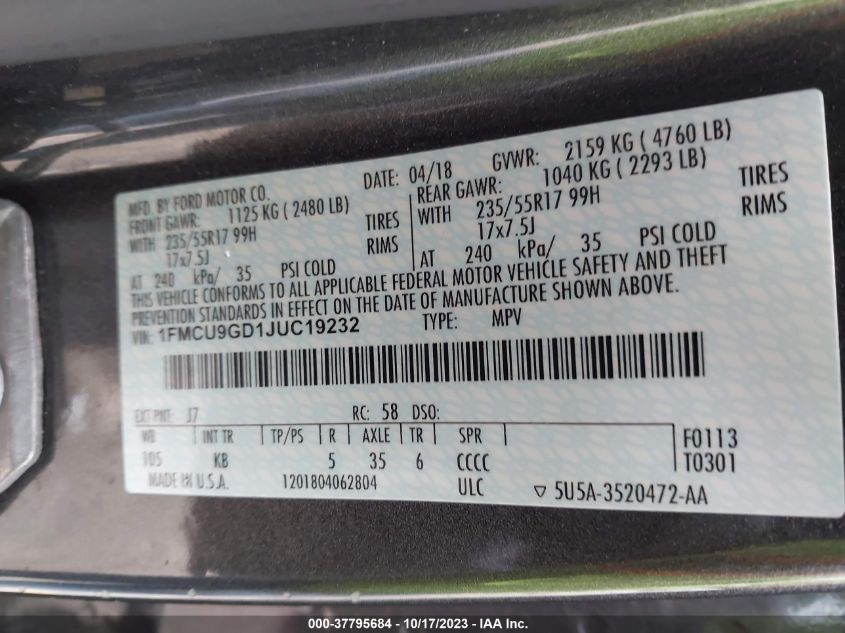 MFD. BY FORD MOTOR CO. DATE: 04/18 GVWR: 2159 KG ( 4760 LB)
FRONT GAWR: 1125 KG ( 2480 LB) REAR GAWR: 1040 KG ( 2293 LB)
WITH 235/55R17 99H TIRES WITH 235/55R17 99H TIRES
17x7.5J RIMS 17x7.5J RIMS
AT 240 kPa/ 35 PSI COLD AT 240 kPa/ 35 PSI COLD
THIS VEHICLE CONFORMS TO ALL APPLICABLE FEDERAL MOTOR VEHICLE SAFETY AND THEFT
PREVENTION STANDARDS IN EFFECT ON THE DATE OF MANUFACTURE SHOWN ABOVE.
VIN: 1FMCU9GD1JUC19232 TYPE: MPV
EXT PNT: J7 RC: 58 DSO:
WB INT TR TP/PS R AXLE TR SPR F0113
105 KB 5 35 6 CCCC T0301
MADE IN U.S.A. 1201804062804 ULC ▽ 5U5A-3520472-AA
000-37795684 - 10/17/2023 - IAA Inc.